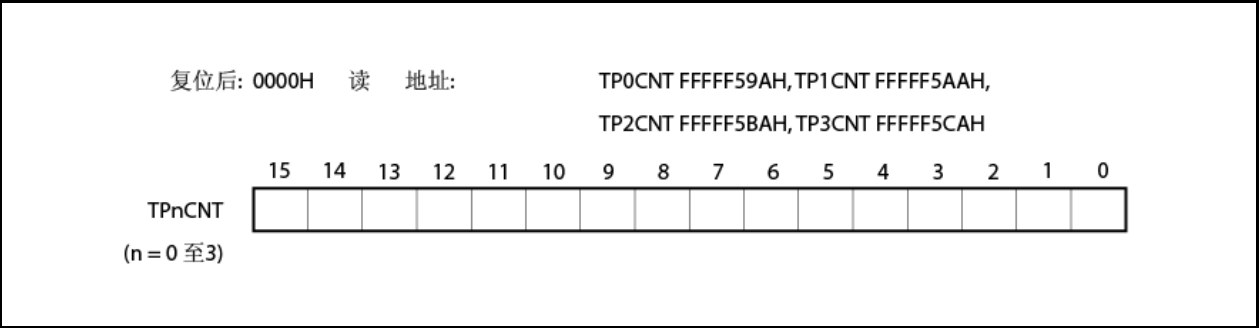 复位后: 0000H 读 地址: TP0CNT FFFFF59AH, TP1CNT FFFFF5AAH,
TP2CNT FFFFF5BAH, TP3CNT FFFFF5CAH
15 14 13 12 11 10 9 8 7 6 5 4 3 2 1 0
TPnCNT
(n = 0 至3)